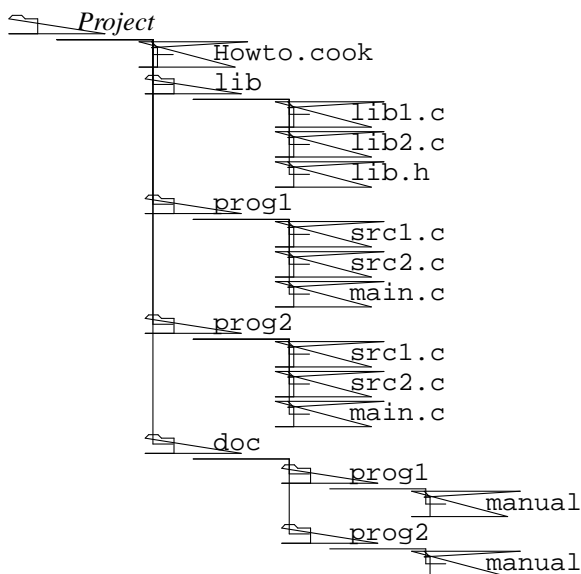 Project
Howto.cook
lib
lib1.c
lib2.c
lib.h
prog1
src1.c
src2.c
main.c
prog2
src1.c
src2.c
main.c
doc
prog1
manual
prog2
manual